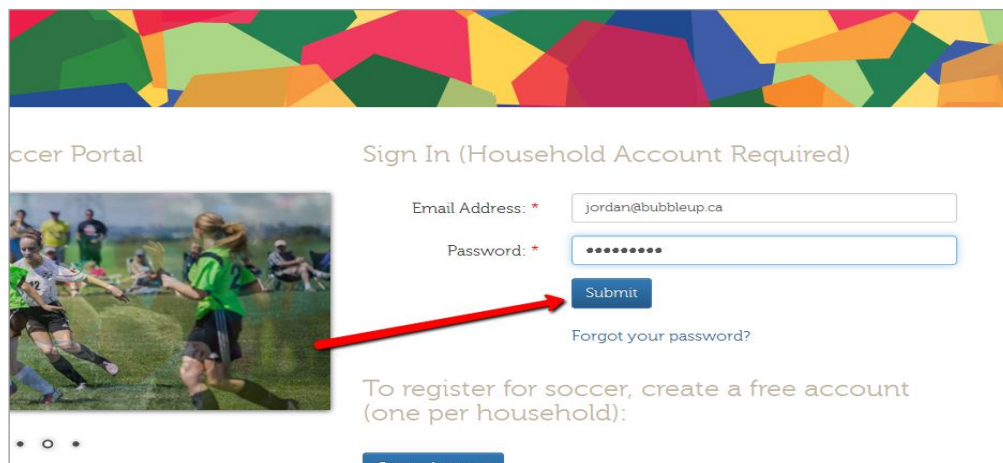 ccer Portal
Sign In (Household Account Required)
Email Address: *
jordan@bubbleup.ca
Password: *
•••••••••
Submit
Forgot your password?
To register for soccer, create a free account
(one per household):